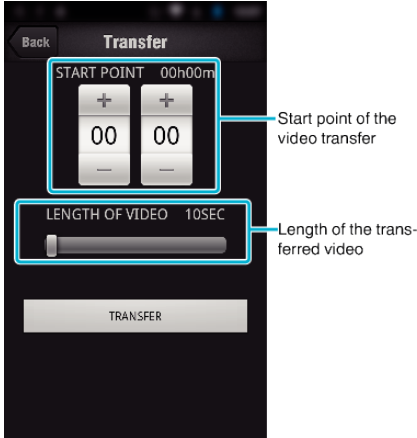 Back
Transfer
START POINT 00h00m
+ +
00 00
— —
Start point of the
video transfer
LENGTH OF VIDEO 10SEC
Length of the trans-
ferred video
TRANSFER